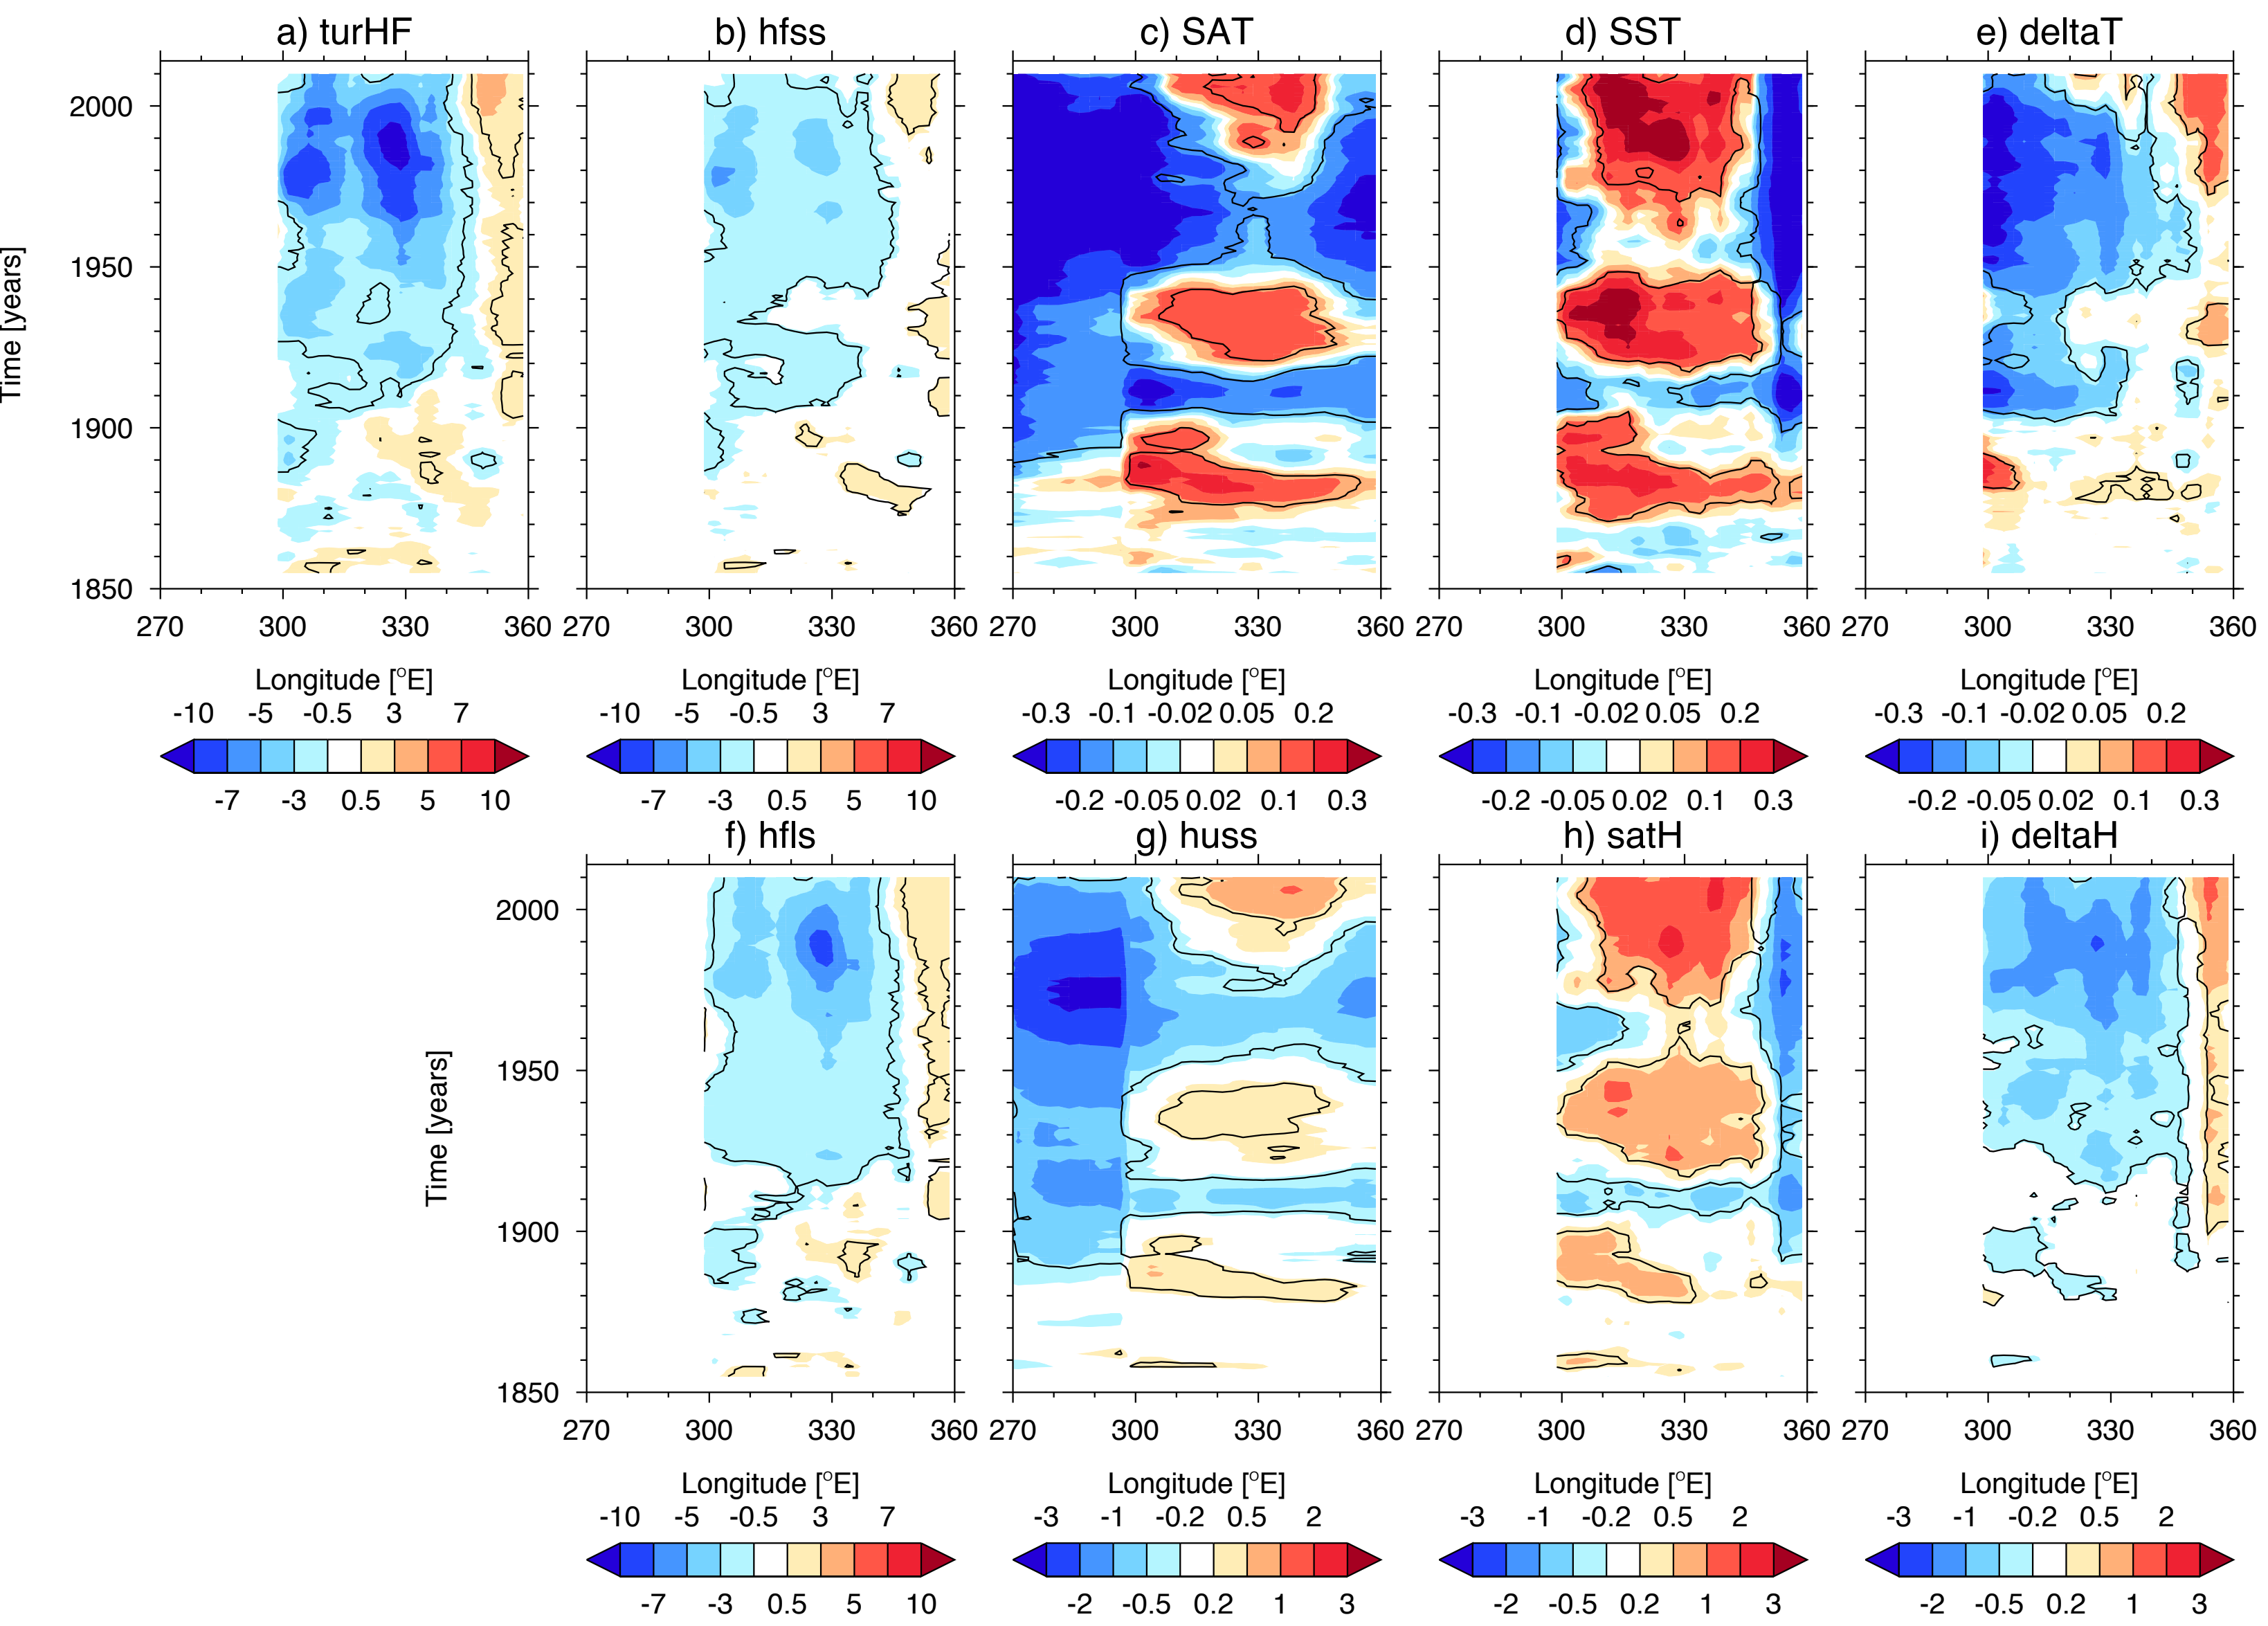 a) turHF b) hfss c) SAT d) SST e) deltaT
2000
1950
1900
1850
Time [years]
270 300 330 360 270 300 330 360 270 300 330 360 270 300 330 360 270 300 330 360
Longitude [°E] Longitude [°E] Longitude [°E] Longitude [°E] Longitude [°E]
-10 -5 -0.5 3 7 -10 -5 -0.5 3 7 -0.3 -0.1 -0.02 0.05 0.2 -0.3 -0.1 -0.02 0.05 0.2 -0.3 -0.1 -0.02 0.05 0.2
-7 -3 0.5 5 10 -7 -3 0.5 5 10 -0.2 -0.05 0.02 0.1 0.3 -0.2 -0.05 0.02 0.1 0.3 -0.2 -0.05 0.02 0.1 0.3
f) hfls g) huss h) satH i) deltaH
2000
1950
1900
1850
Time [years]
270 300 330 360 270 300 330 360 270 300 330 360 270 300 330 360
Longitude [°E] Longitude [°E] Longitude [°E] Longitude [°E]
-10 -5 -0.5 3 7 -3 -1 -0.2 0.5 2 -3 -1 -0.2 0.5 2 -3 -1 -0.2 0.5 2
-7 -3 0.5 5 10 -2 -0.5 0.2 1 3 -2 -0.5 0.2 1 3 -2 -0.5 0.2 1 3